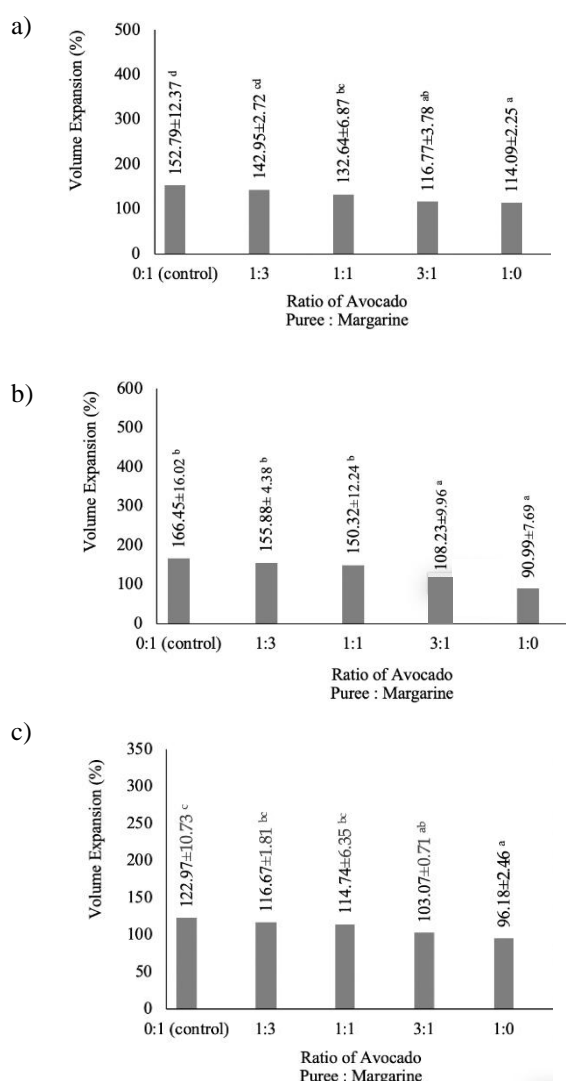 a)
Volume Expansion (%)
500
400
300
200
100
0
152.79±12.37 d
142.95±2.72 cd
132.64±6.87 bc
116.77±3.78 ab
114.09±2.25 a
0:1 (control) 1:3 1:1 3:1 1:0
Ratio of Avocado
Puree : Margarine
b)
Volume Expansion (%)
600
500
400
300
200
100
0
166.45±16.02 b
155.88± 4.38 b
150.32±12.24 b
108.23±9.96 a
90.99±7.69 a
0:1 (control) 1:3 1:1 3:1 1:0
Ratio of Avocado
Puree : Margarine
c)
Volume Expansion (%)
350
300
250
200
150
100
50
0
122.97±10.73 c
116.67±1.81 bc
114.74±6.35 bc
103.07±0.71 ab
96.18±2.46 a
0:1 (control) 1:3 1:1 3:1 1:0
Ratio of Avocado
Puree : Margarine